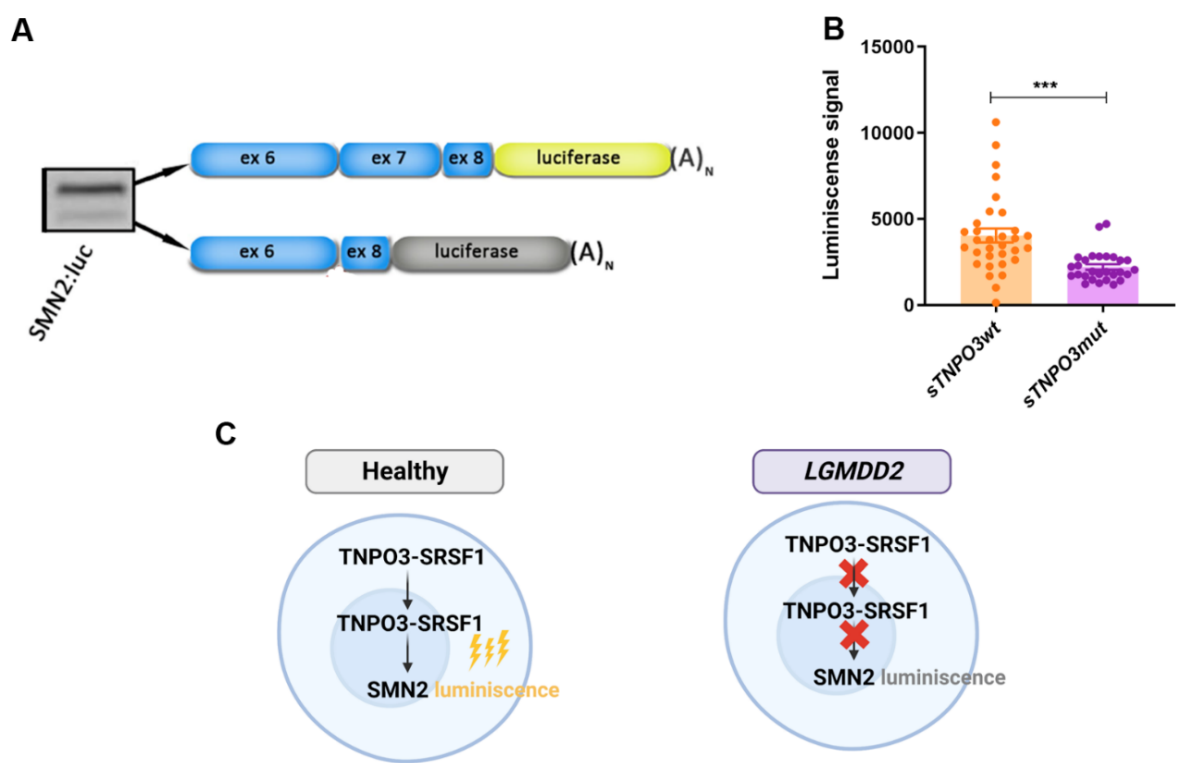 A
ex 6 ex 7 ex 8 luciferase (A)N
ex 6 ex 8 luciferase (A)N
SMN2:luc
B
Luminiscense signal
15000
10000
5000
0
***
sTNPO3wt
sTNPO3mut
C
Healthy
TNPO3-SRSF1
TNPO3-SRSF1
SMN2 luminiscence
LGMDD2
TNPO3-SRSF1
TNPO3-SRSF1
SMN2 luminiscence